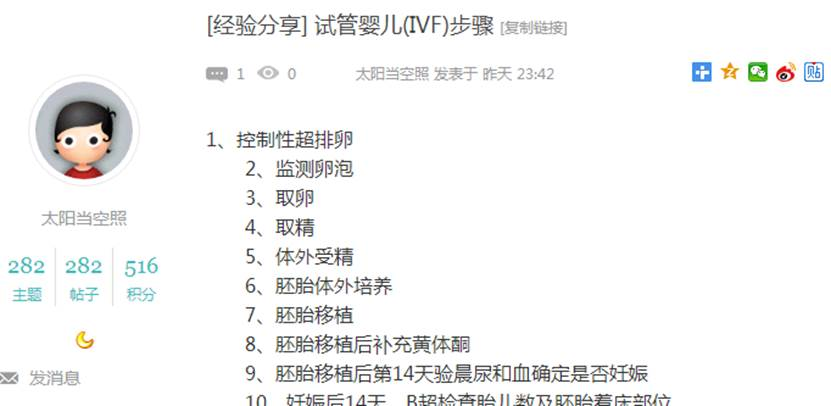 [经验分享] 试管婴儿(IVF)步骤 [复制链接]
1 0 太阳当空照 发表于 昨天 23:42
贴
太阳当空照
282 282 516
主题 帖子 积分
发消息
1、控制性超排卵
2、监测卵泡
3、取卵
4、取精
5、体外受精
6、胚胎体外培养
7、胚胎移植
8、胚胎移植后补充黄体酮
9、胚胎移植后第14天验晨尿和血确定是否妊娠
10、妊娠后14天，B超检查胎儿数及胚胎着床部位